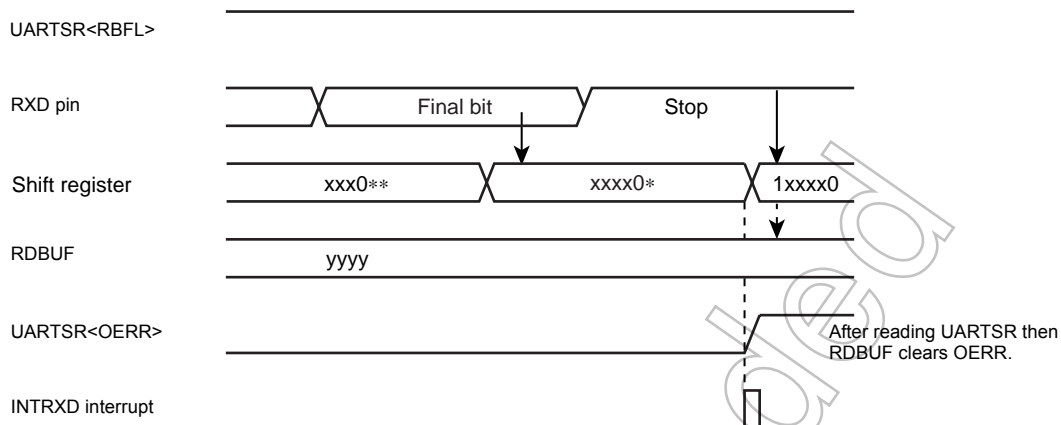 UARTSR<RBFL>
RXD pin
Final bit
Stop
Shift register
xxx0**
xxxx0*
1xxxx0
RDBUF
yyyy
UARTSR<OERR>
After reading UARTSR then
RDBUF clears OERR.
INTRXD interrupt
ded